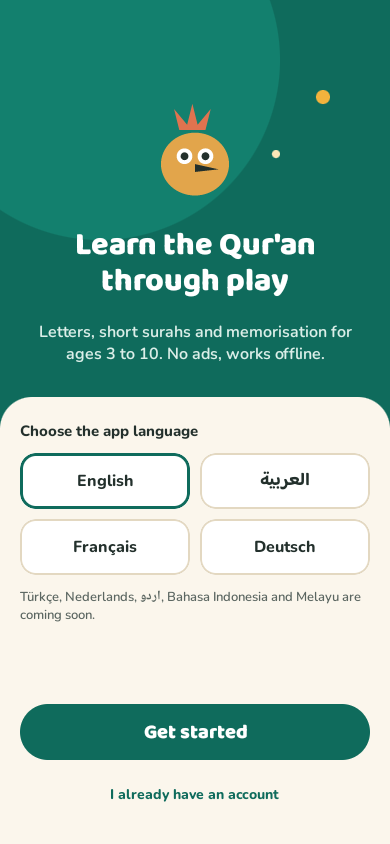 Learn the Qur'an
through play
Letters, short surahs and memorisation for
ages 3 to 10. No ads, works offline.
Choose the app language
English
العربية
Français
Deutsch
Türkçe, Nederlands, اردو, Bahasa Indonesia and Melayu are
coming soon.
Get started
I already have an account